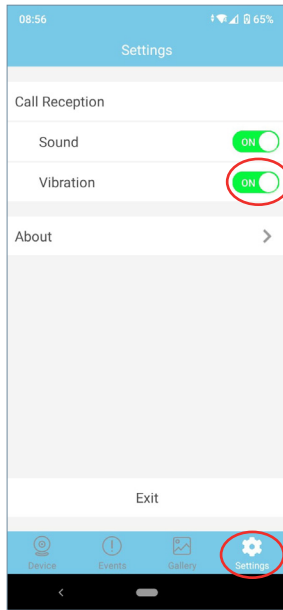 08:56 65%
Settings
Call Reception
Sound ON
Vibration ON
About
Exit
Device Events Gallery Settings